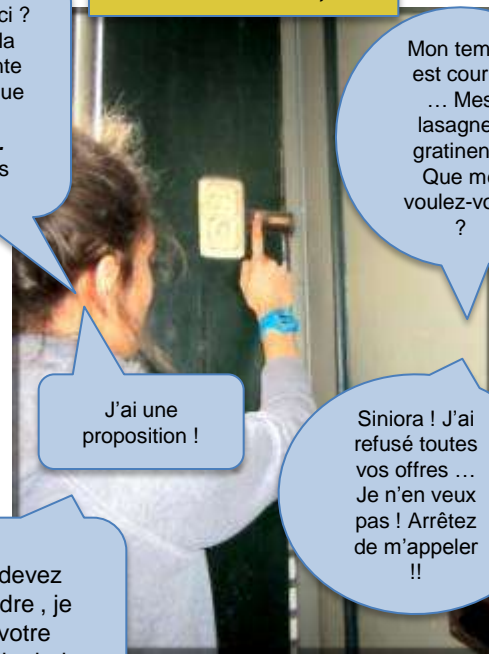 ci ?
la
nte
ue
.
s
Mon tem
est cour
… Mes
lasagne
gratinen
Que me
voulez-vo
?
J'ai une
proposition !
Siniora ! J'ai
refusé toutes
vos offres …
Je n'en veux
pas ! Arrêtez
de m'appeler
!!
devez
dre , je
votre